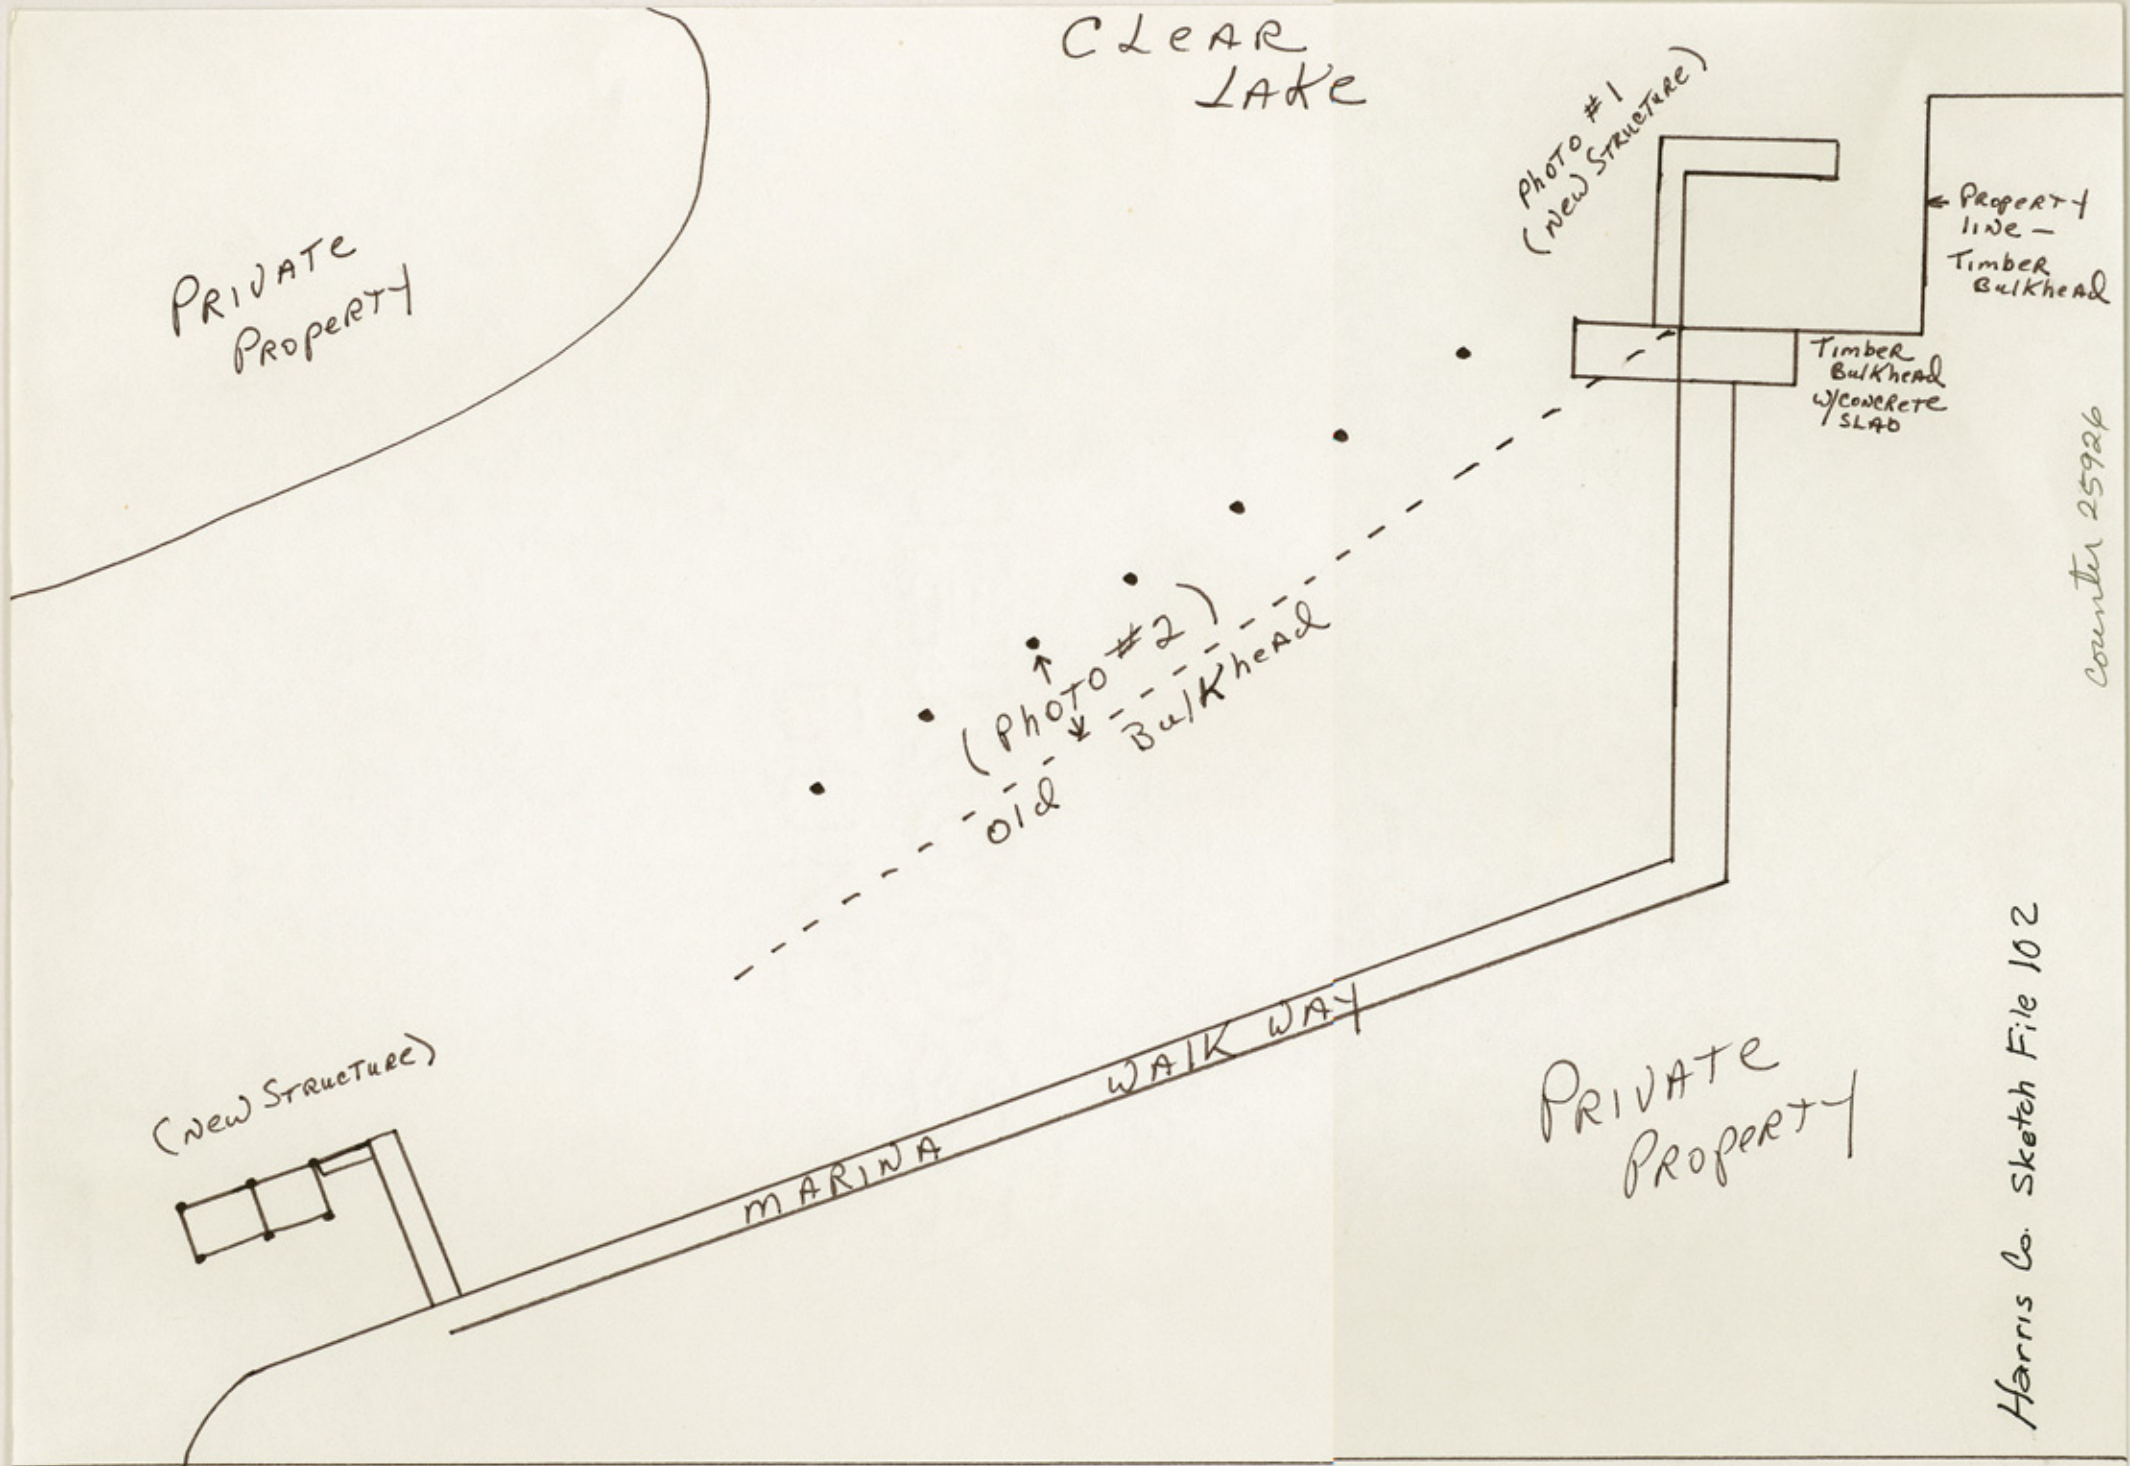 CLEAR
LAKE
Photo #1
(New Structure)
Private
Property
← Property
line —
Timber
Bulkhead
Timber
Bulkhead
w/concrete
SLAB
counter 25926
(Photo #2)
Old Bulkhead
Harris Co. Sketch File 102
MARINA WALK WAY
(New Structure)
Private
Property